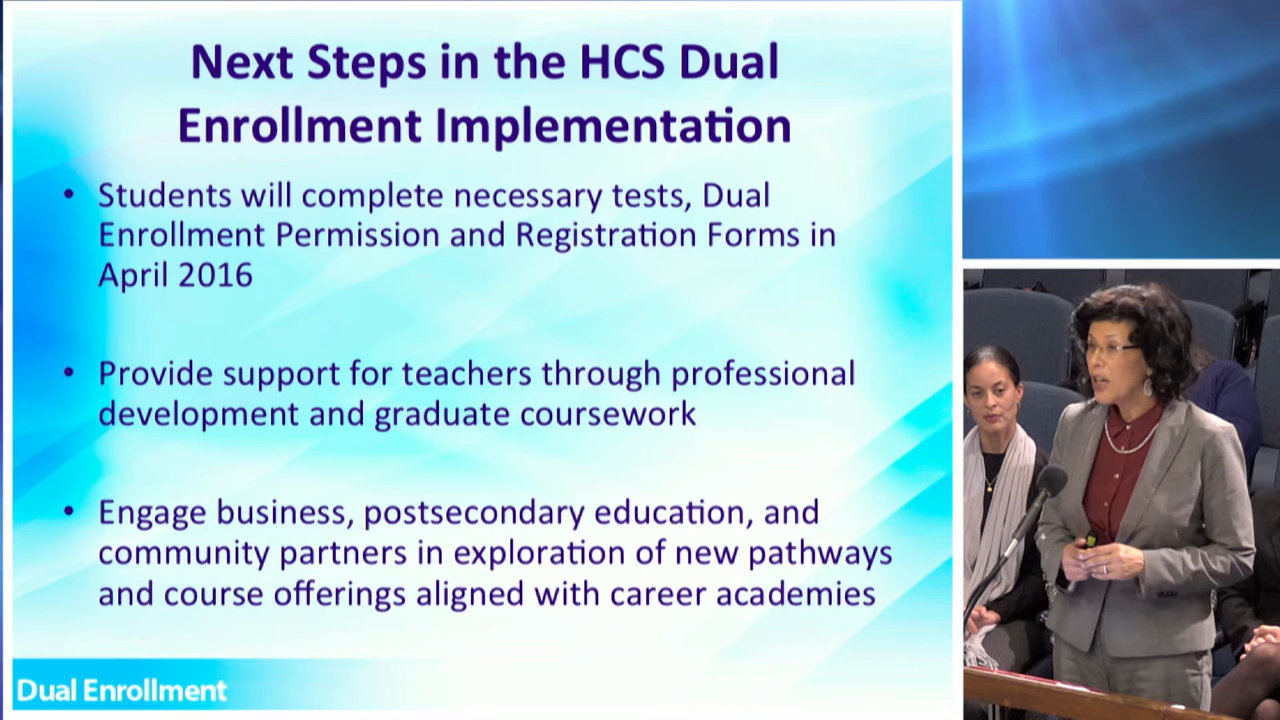 Next Steps in the HCS Dual
Enrollment Implementation
• Students will complete necessary tests, Dual
Enrollment Permission and Registration Forms in
April 2016
• Provide support for teachers through professional
development and graduate coursework
• Engage business, postsecondary education, and
community partners in exploration of new pathways
and course offerings aligned with career academies
Dual Enrollment